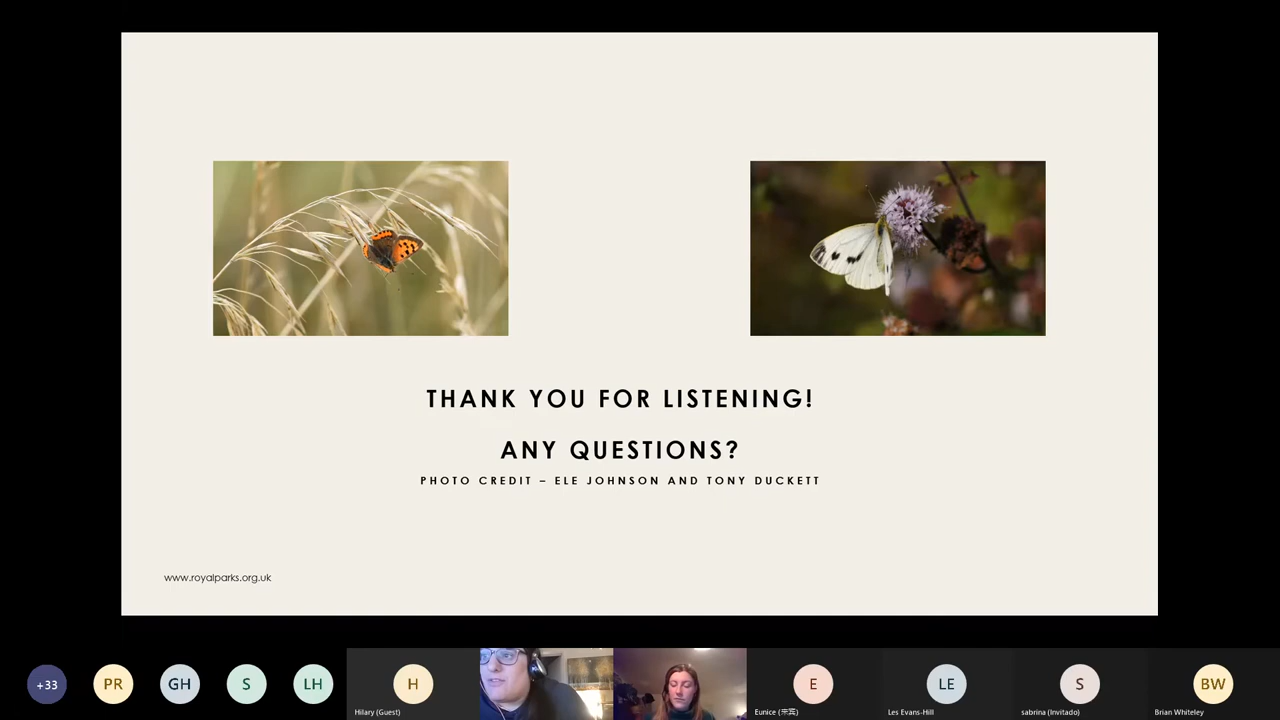 THANK YOU FOR LISTENING!
ANY QUESTIONS?
PHOTO CREDIT – ELE JOHNSON AND TONY DUCKETT
www.royalparks.org.uk
+33
PR
GH
S
LH
H
E
LE
S
BW
Hilary (Guest)
Eunice (来宾)
Les Evans-Hill
sabrina (Invitado)
Brian Whiteley